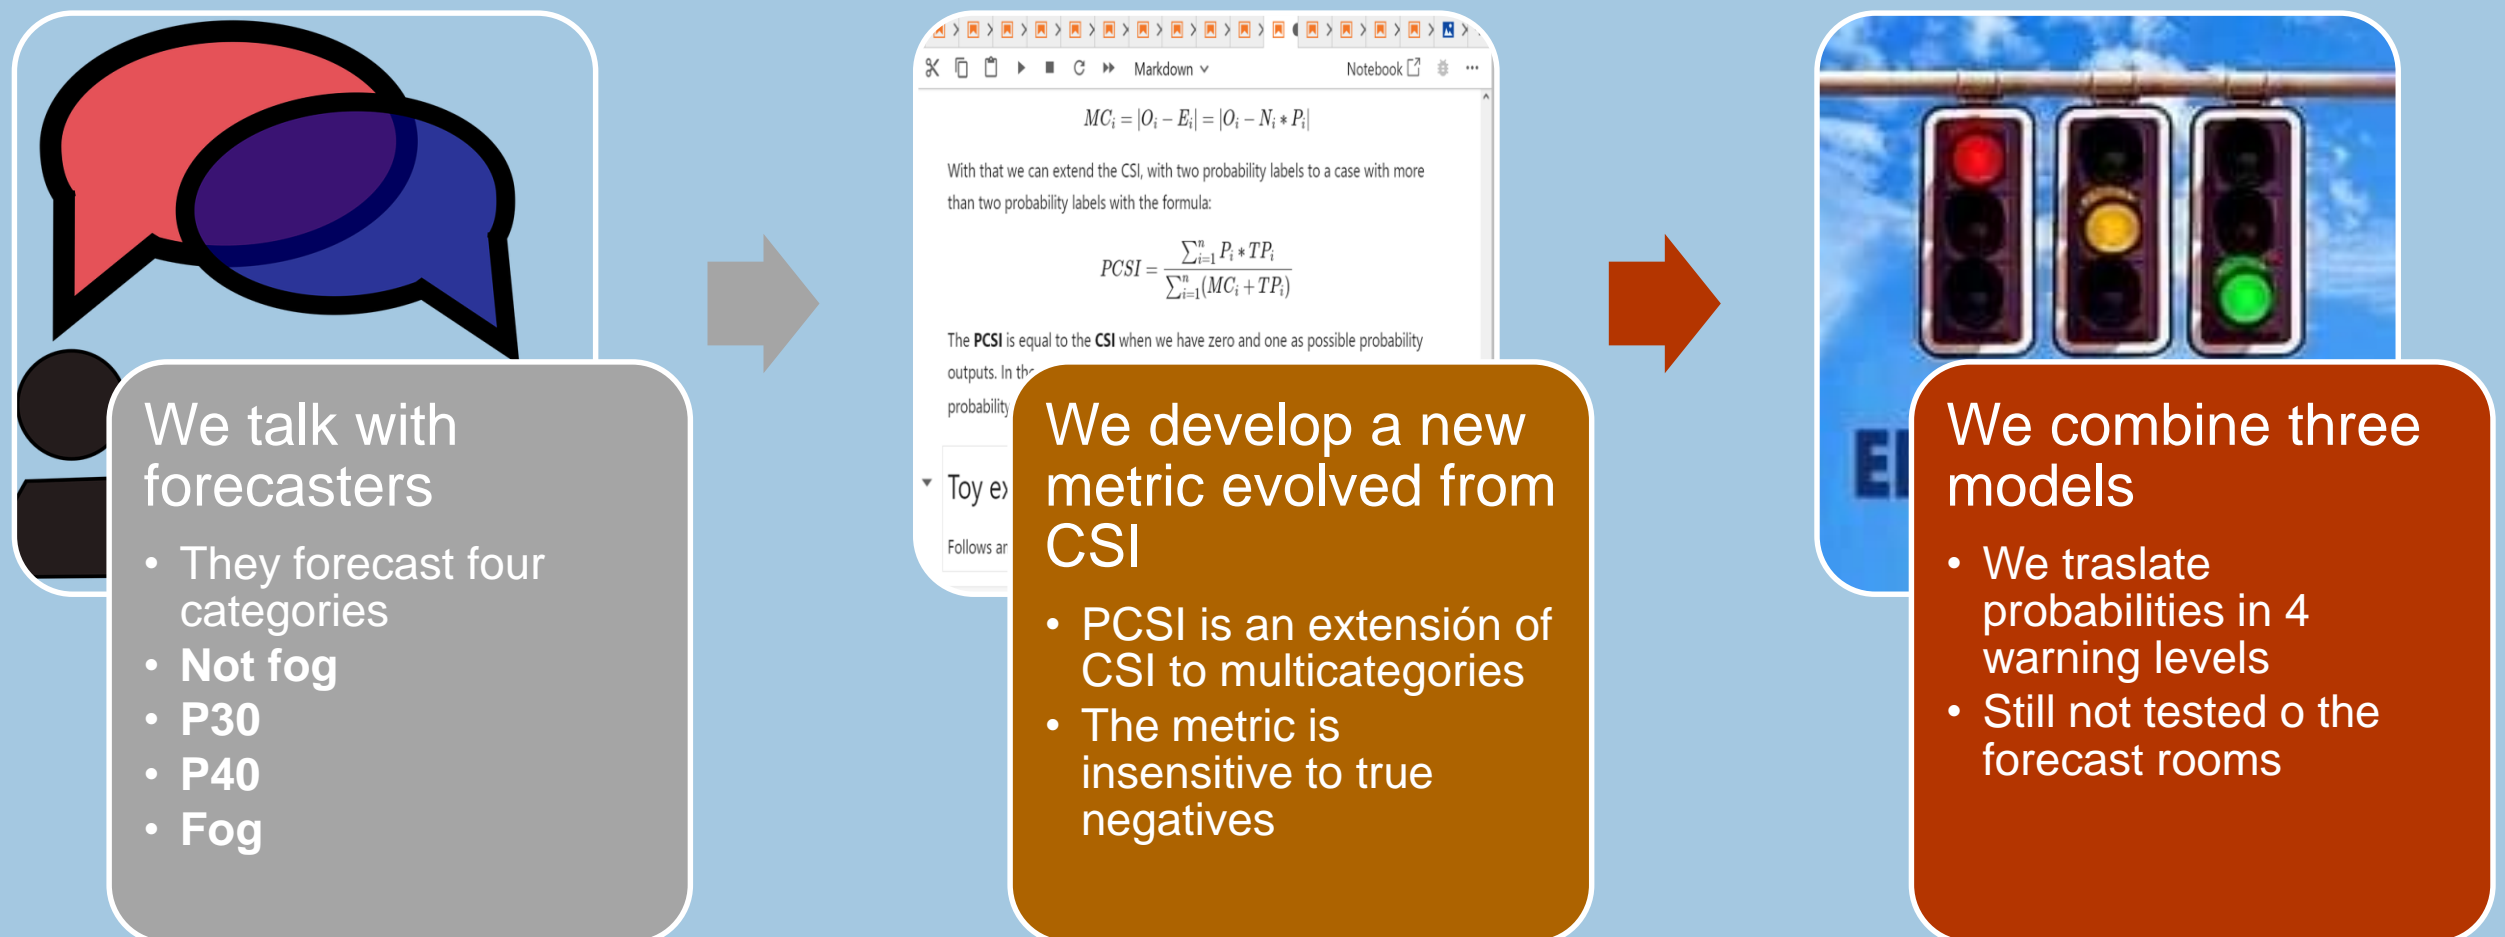 Markdown
Notebook
MC_i = |O_i − E_i| = |O_i − N_i * P_i|
With that we can extend the CSI, with two probability labels to a case with more
than two probability labels with the formula:
PCSI = \frac{\sum_{i=1}^{n} P_i * TP_i}{\sum_{i=1}^{n} (MC_i + TP_i)}
The PCSI is equal to the CSI when we have zero and one as possible probability
outputs. In the
probability
Toy ex
Follows an
We talk with
forecasters
• They forecast four
categories
• Not fog
• P30
• P40
• Fog
We develop a new
metric evolved from
CSI
• PCSI is an extensión of
CSI to multicategories
• The metric is
insensitive to true
negatives
We combine three
models
• We traslate
probabilities in 4
warning levels
• Still not tested o the
forecast rooms